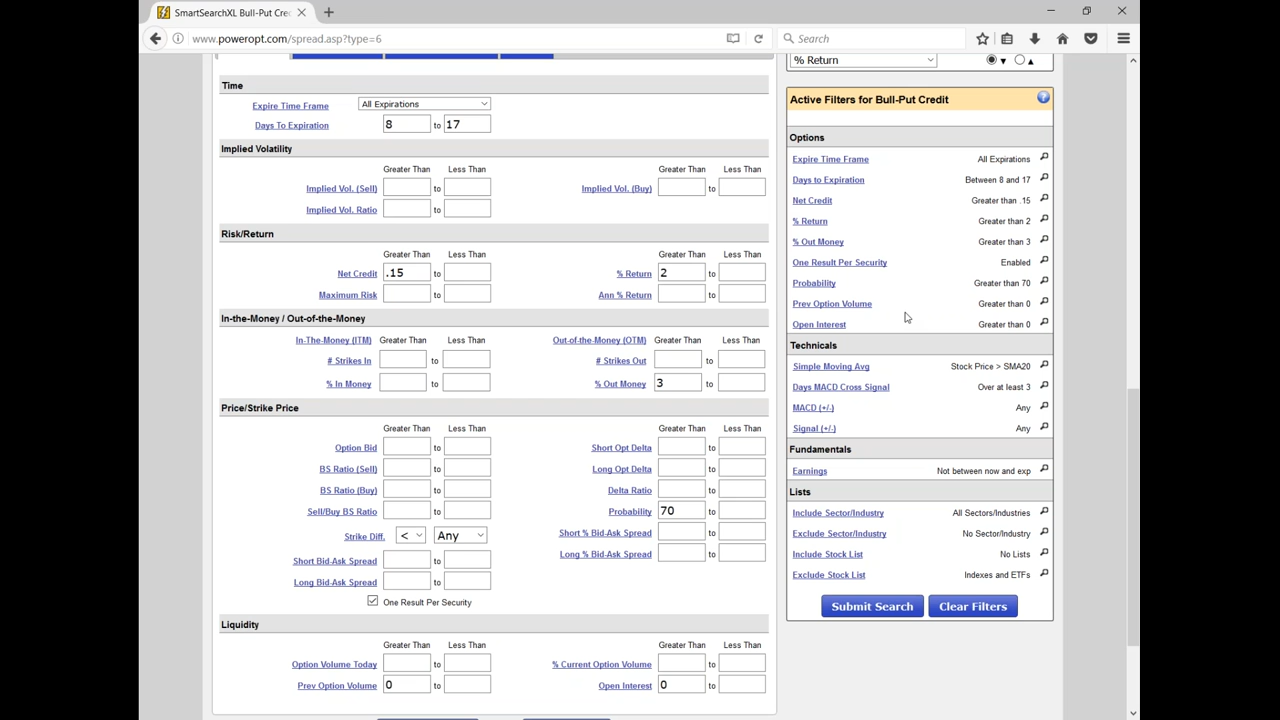 SmartSearchXL Bull-Put Cre
www.poweropt.com/spread.asp?type=6
Search
Time
Expire Time Frame All Expirations
Days To Expiration 8 to 17
Implied Volatility
Greater Than Less Than Greater Than Less Than
Implied Vol. (Sell) to Implied Vol. (Buy) to
Implied Vol. Ratio to
Risk/Return
Greater Than Less Than Greater Than Less Than
Net Credit .15 to % Return 2 to
Maximum Risk to Ann % Return to
In-the-Money / Out-of-the-Money
In-The-Money (ITM) Greater Than Less Than Out-of-the-Money (OTM) Greater Than Less Than
# Strikes In to # Strikes Out to
% In Money to % Out Money 3 to
Price/Strike Price
Greater Than Less Than Greater Than Less Than
Option Bid to Short Opt Delta to
BS Ratio (Sell) to Long Opt Delta to
BS Ratio (Buy) to Delta Ratio to
Sell/Buy BS Ratio to Probability 70 to
Strike Diff. < Any Short % Bid-Ask Spread to
Short Bid-Ask Spread to Long % Bid-Ask Spread to
Long Bid-Ask Spread to
One Result Per Security
Liquidity
Greater Than Less Than Greater Than Less Than
Option Volume Today to % Current Option Volume to
Prev Option Volume 0 to Open Interest 0 to
% Return
Active Filters for Bull-Put Credit
Options
Expire Time Frame All Expirations
Days to Expiration Between 8 and 17
Net Credit Greater than .15
% Return Greater than 2
% Out Money Greater than 3
One Result Per Security Enabled
Probability Greater than 70
Prev Option Volume Greater than 0
Open Interest Greater than 0
Technicals
Simple Moving Avg Stock Price > SMA20
Days MACD Cross Signal Over at least 3
MACD (+/-) Any
Signal (+/-) Any
Fundamentals
Earnings Not between now and exp
Lists
Include Sector/Industry All Sectors/Industries
Exclude Sector/Industry No Sector/Industry
Include Stock List No Lists
Exclude Stock List Indexes and ETFs
Submit Search Clear Filters